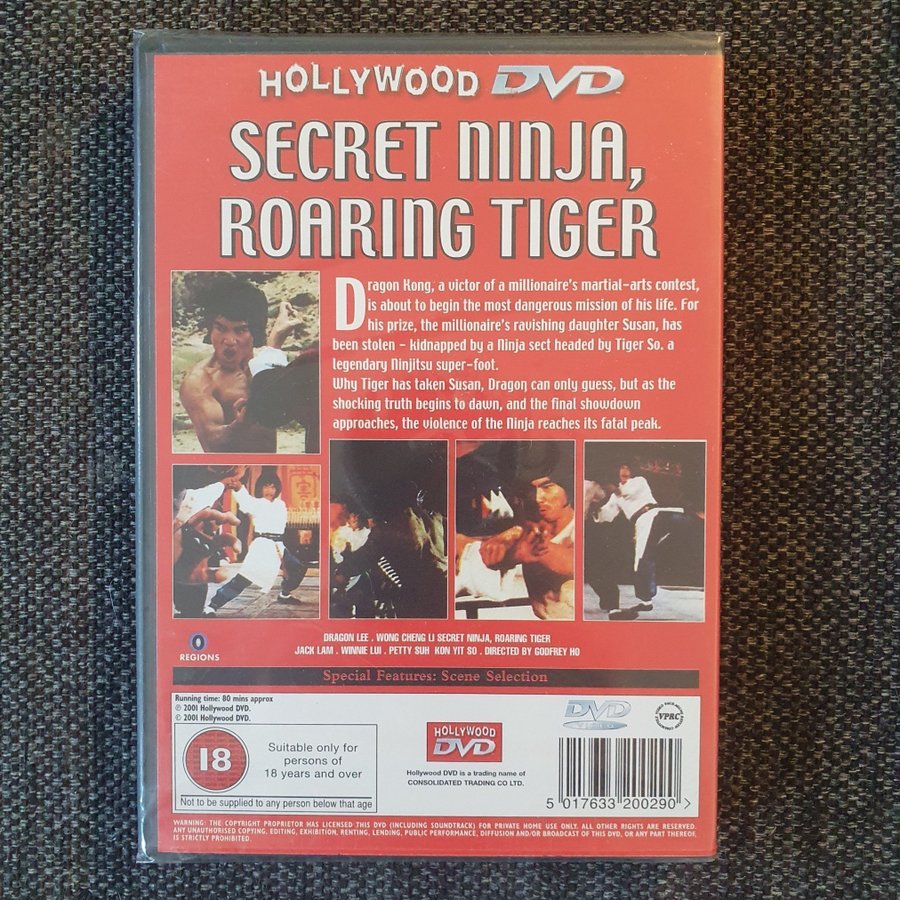 HOLLYWOOD DVD
SECRET NINJA,
ROARING TIGER
Dragon Kong, a victor of a millionaire's martial-arts contest,
is about to begin the most dangerous mission of his life. For
his prize, the millionaire's ravishing daughter Susan, has
been stolen - kidnapped by a Ninja sect headed by Tiger So. a
legendary Ninjitsu super-foot.
Why Tiger has taken Susan, Dragon can only guess, but as the
shocking truth begins to dawn, and the final showdown
approaches, the violence of the Ninja reaches its fatal peak.
0
REGIONS
DRAGON LEE . WONG CHENG LI SECRET NINJA, ROARING TIGER
JACK LAM . WINNIE LUI . PETTY SUH KON YIT SO . DIRECTED BY GODFREY HO
Special Features: Scene Selection
Running time: 80 mins approx
℗ 2001 Hollywood DVD.
© 2001 Hollywood DVD.
18
Suitable only for
persons of
18 years and over
Not to be supplied to any person below that age
HOLLYWOOD
DVD
Hollywood DVD is a trading name of
CONSOLIDATED TRADING CO LTD.
DVD
VIDEO
VPRC
5 017633 200290 >
WARNING: THE COPYRIGHT PROPRIETOR HAS LICENSED THIS DVD (INCLUDING SOUNDTRACK) FOR PRIVATE HOME USE ONLY. ALL OTHER RIGHTS ARE RESERVED.
ANY UNAUTHORISED COPYING, EDITING, EXHIBITION, RENTING, LENDING, PUBLIC PERFORMANCE, DIFFUSION AND/OR BROADCAST OF THIS DVD, OR ANY PART THEREOF,
IS STRICTLY PROHIBITED.